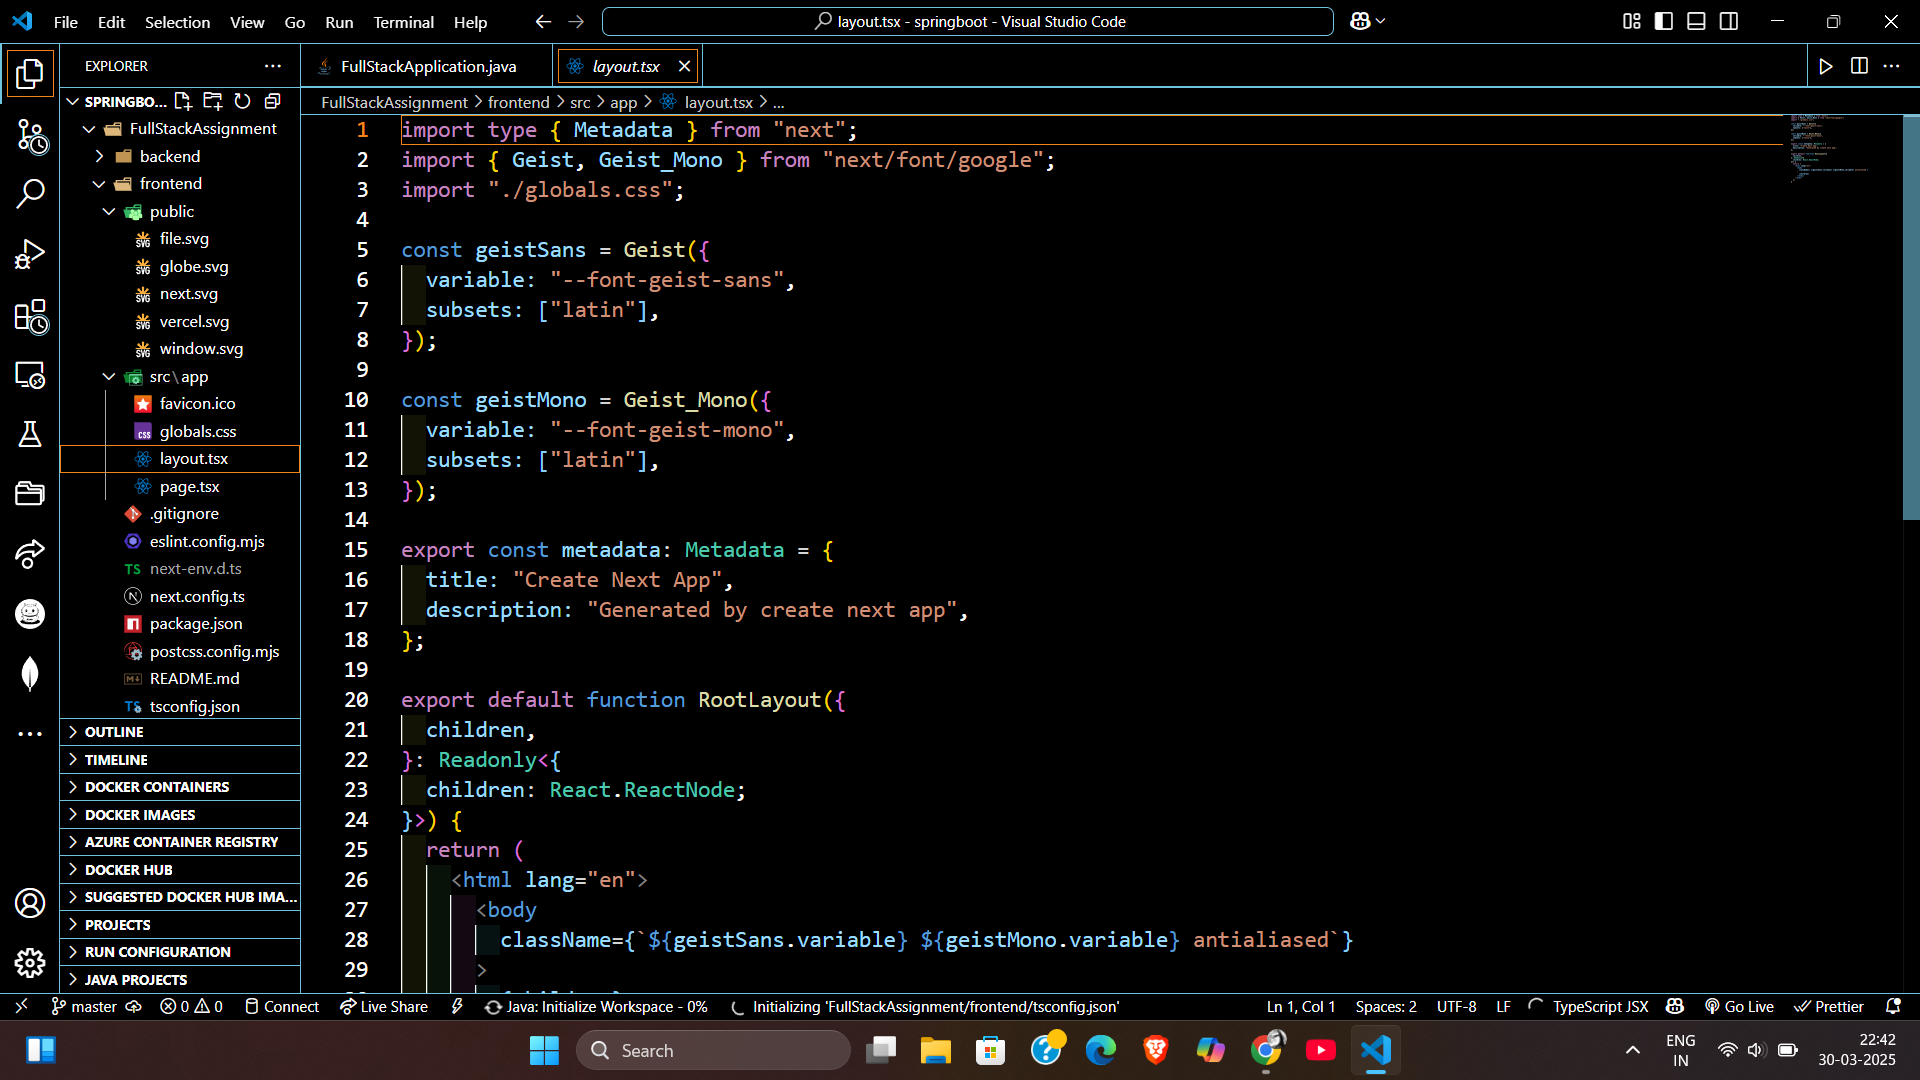 File Edit Selection View Go Run Terminal Help
layout.tsx - springboot - Visual Studio Code
EXPLORER
SPRINGBO...
FullStackAssignment
backend
frontend
public
file.svg
globe.svg
next.svg
vercel.svg
window.svg
src\app
favicon.ico
globals.css
layout.tsx
page.tsx
.gitignore
eslint.config.mjs
TS next-env.d.ts
next.config.ts
package.json
postcss.config.mjs
README.md
tsconfig.json
OUTLINE
TIMELINE
DOCKER CONTAINERS
DOCKER IMAGES
AZURE CONTAINER REGISTRY
DOCKER HUB
SUGGESTED DOCKER HUB IMA...
PROJECTS
RUN CONFIGURATION
JAVA PROJECTS
FullStackApplication.java
layout.tsx
FullStackAssignment > frontend > src > app > layout.tsx > ...
1 import type { Metadata } from "next";
2 import { Geist, Geist_Mono } from "next/font/google";
3 import "./globals.css";
4
5 const geistSans = Geist({
6 variable: "--font-geist-sans",
7 subsets: ["latin"],
8 });
9
10 const geistMono = Geist_Mono({
11 variable: "--font-geist-mono",
12 subsets: ["latin"],
13 });
14
15 export const metadata: Metadata = {
16 title: "Create Next App",
17 description: "Generated by create next app",
18 };
19
20 export default function RootLayout({
21 children,
22 }: Readonly<{
23 children: React.ReactNode;
24 }>) {
25 return (
26 <html lang="en">
27 <body
28 className={`${geistSans.variable} ${geistMono.variable} antialiased`}
29 >
master 0 0 Connect Live Share Java: Initialize Workspace - 0% Initializing 'FullStackAssignment/frontend/tsconfig.json' Ln 1, Col 1 Spaces: 2 UTF-8 LF TypeScript JSX Go Live Prettier
Search
ENG
IN
22:42
30-03-2025